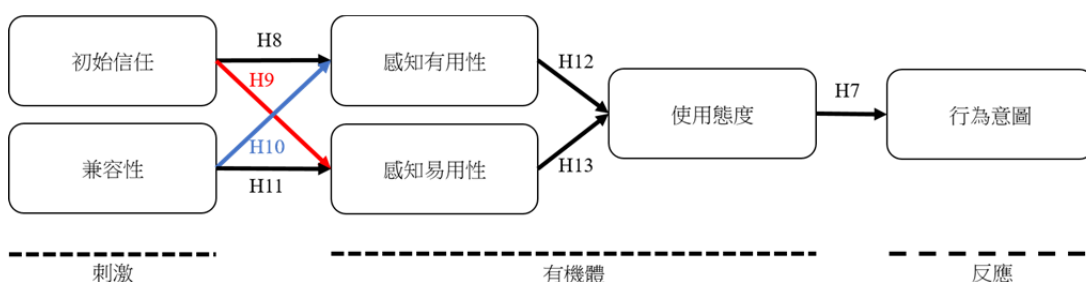 初始信任
H8
感知有用性
H9
H12
使用態度
H7
行為意圖
H10
兼容性
H11
感知易用性
H13
刺激
有機體
反應